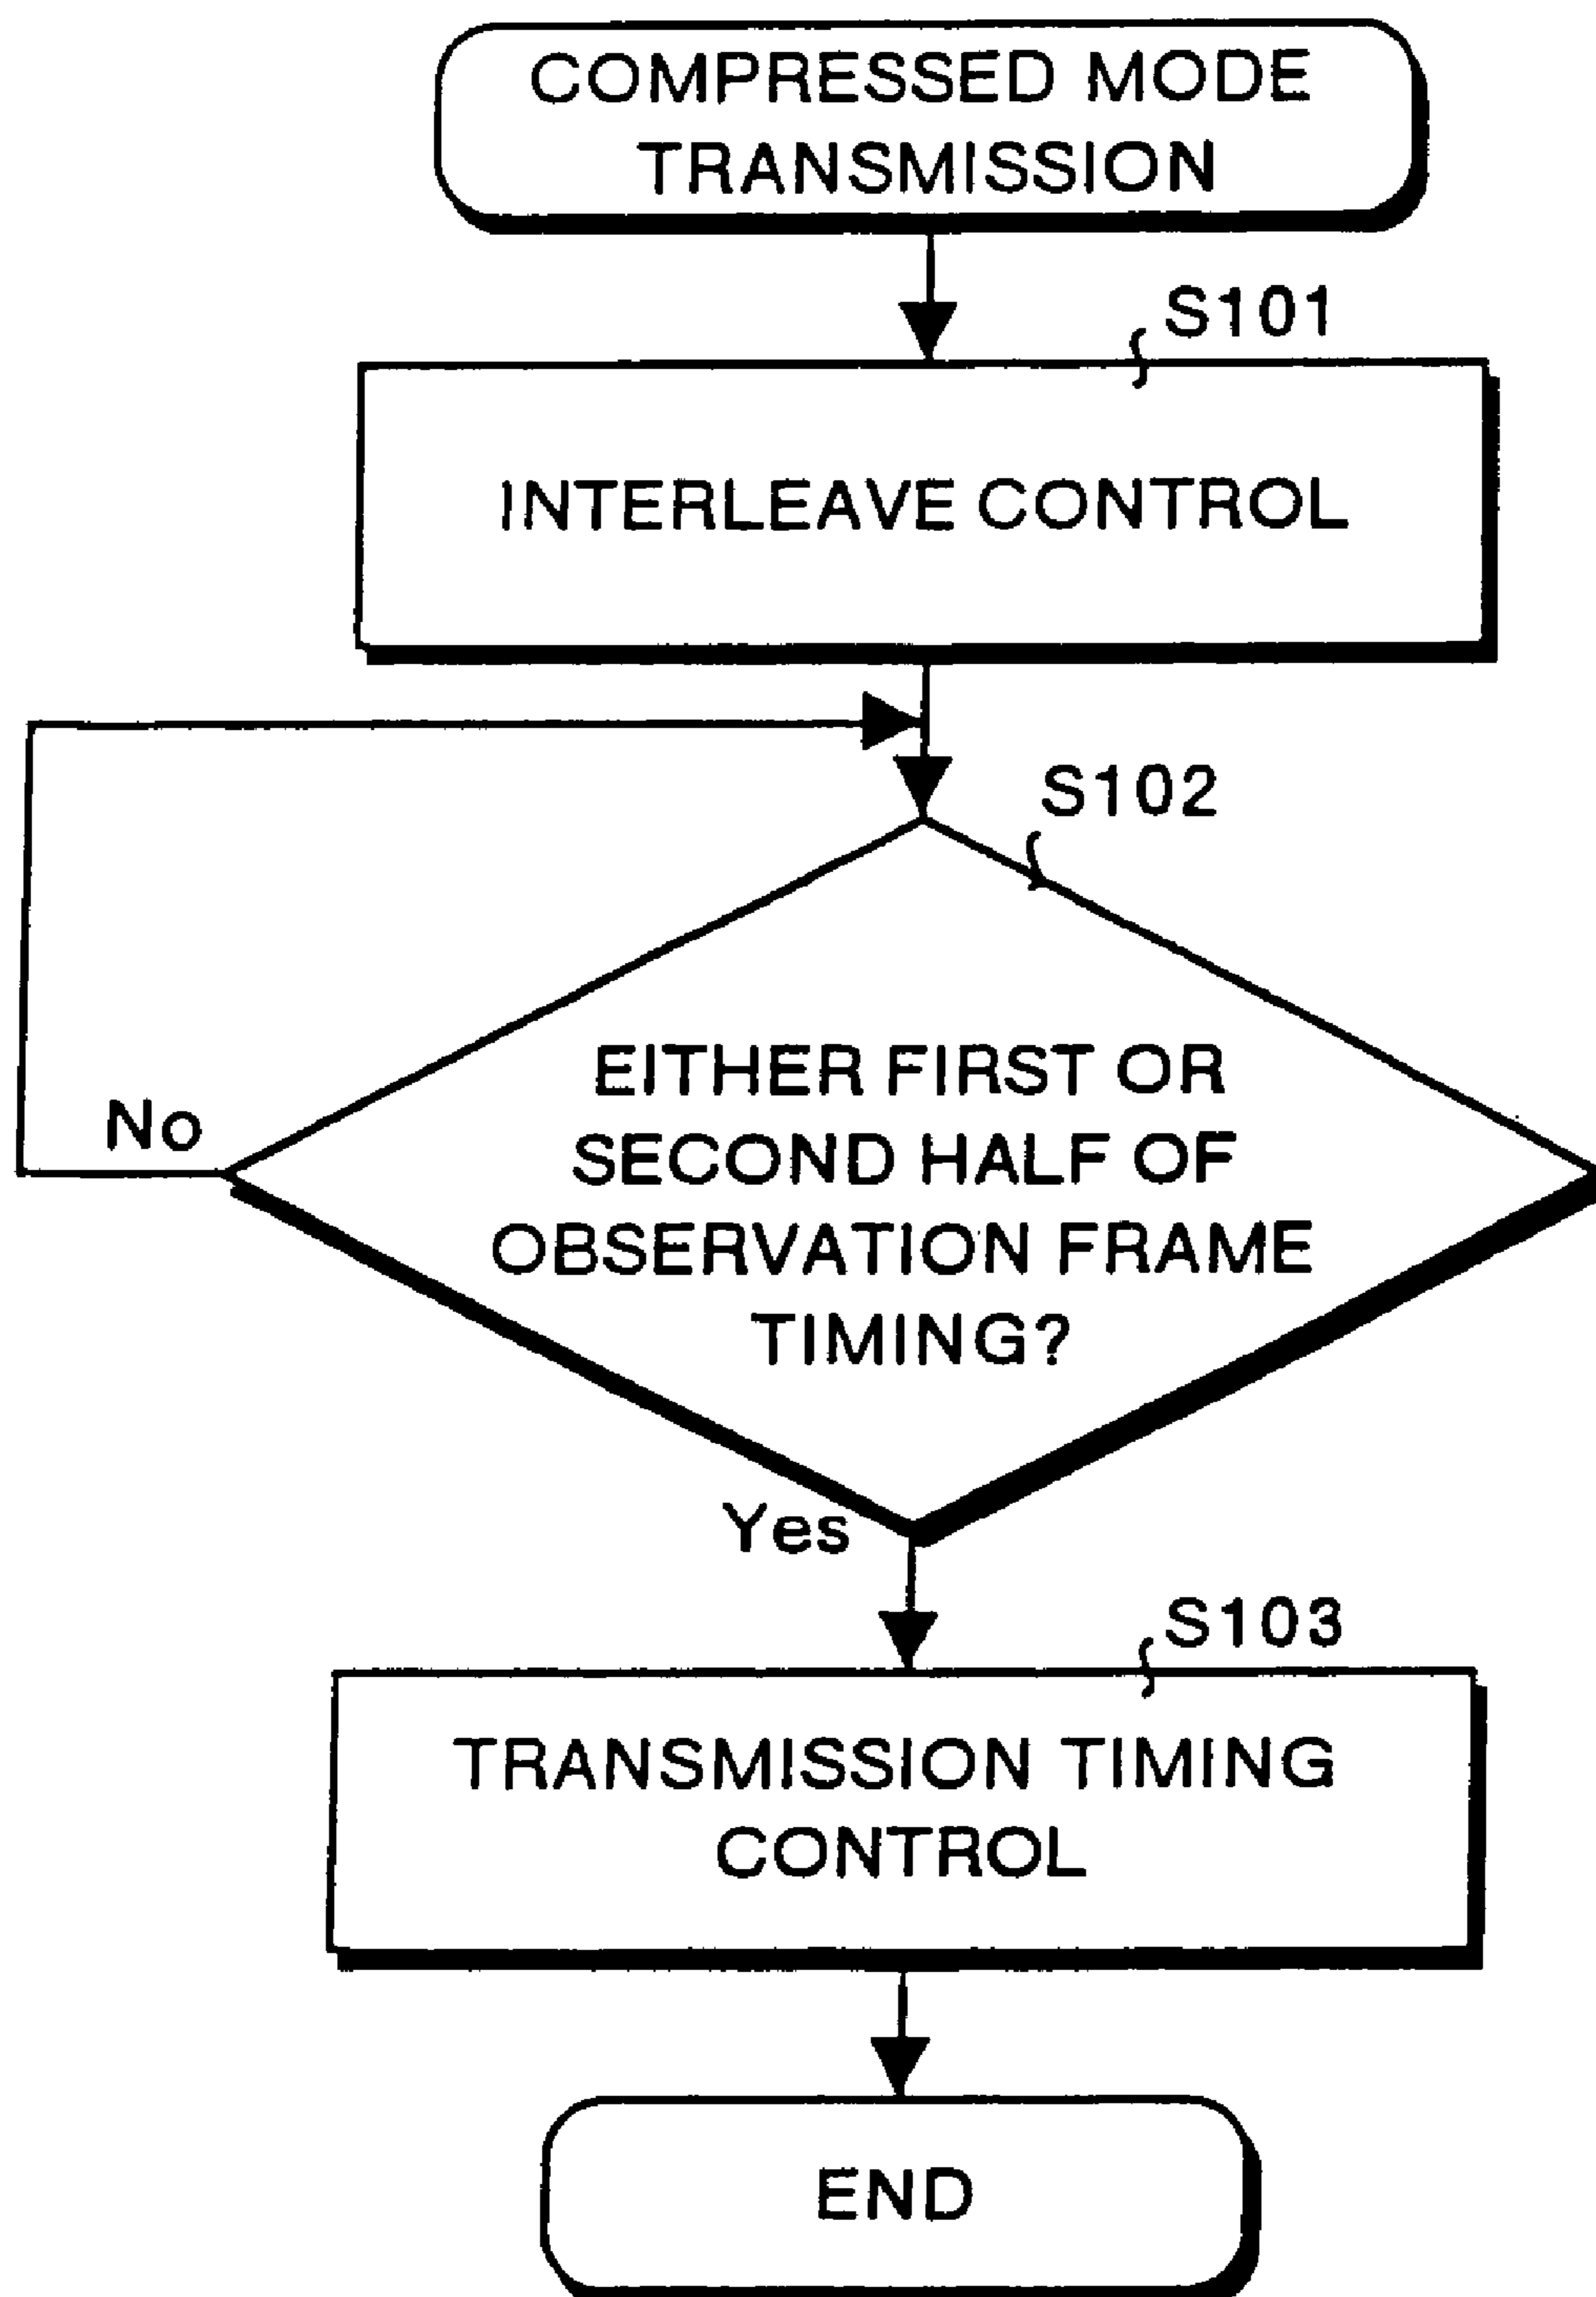 COMPRESSED MODE
TRANSMISSION
S101
INTERLEAVE CONTROL
S102
EITHER FIRST OR
SECOND HALF OF
OBSERVATION FRAME
TIMING?
No
Yes
S103
TRANSMISSION TIMING
CONTROL
END